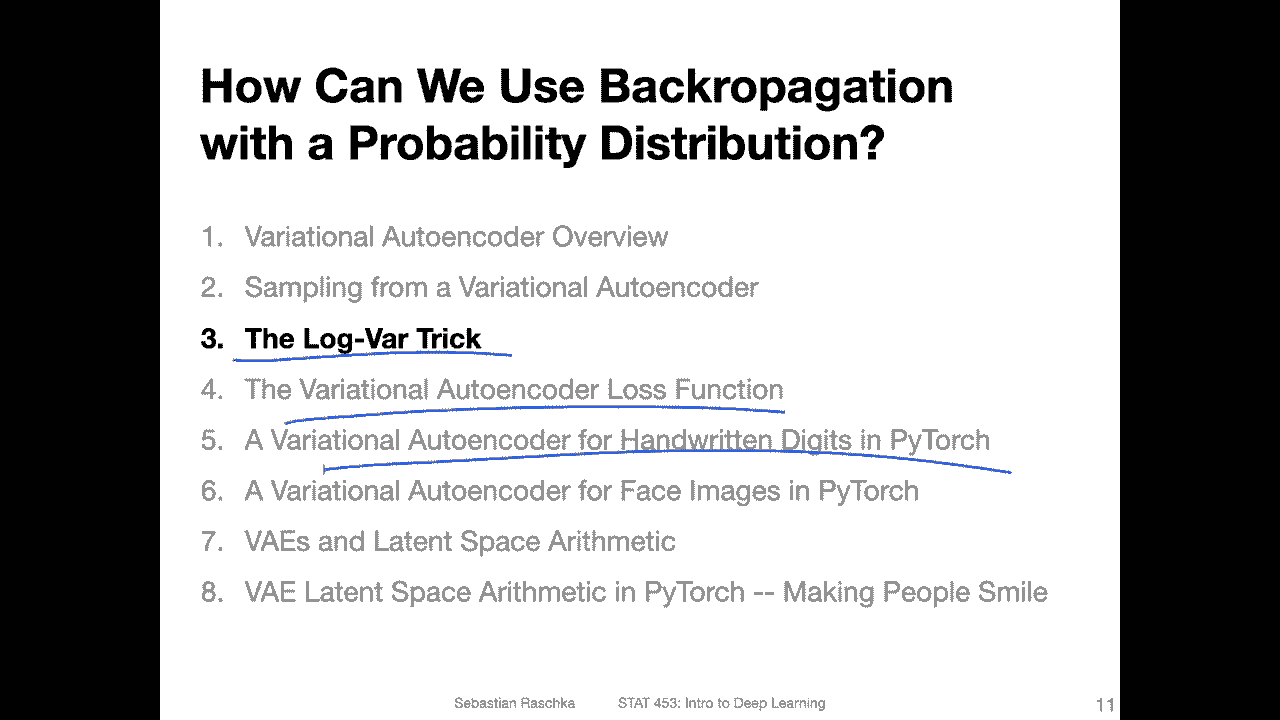 How Can We Use Backropagation
with a Probability Distribution?
1. Variational Autoencoder Overview
2. Sampling from a Variational Autoencoder
3. The Log-Var Trick
4. The Variational Autoencoder Loss Function
5. A Variational Autoencoder for Handwritten Digits in PyTorch
6. A Variational Autoencoder for Face Images in PyTorch
7. VAEs and Latent Space Arithmetic
8. VAE Latent Space Arithmetic in PyTorch -- Making People Smile
Sebastian Raschka STAT 453: Intro to Deep Learning 11